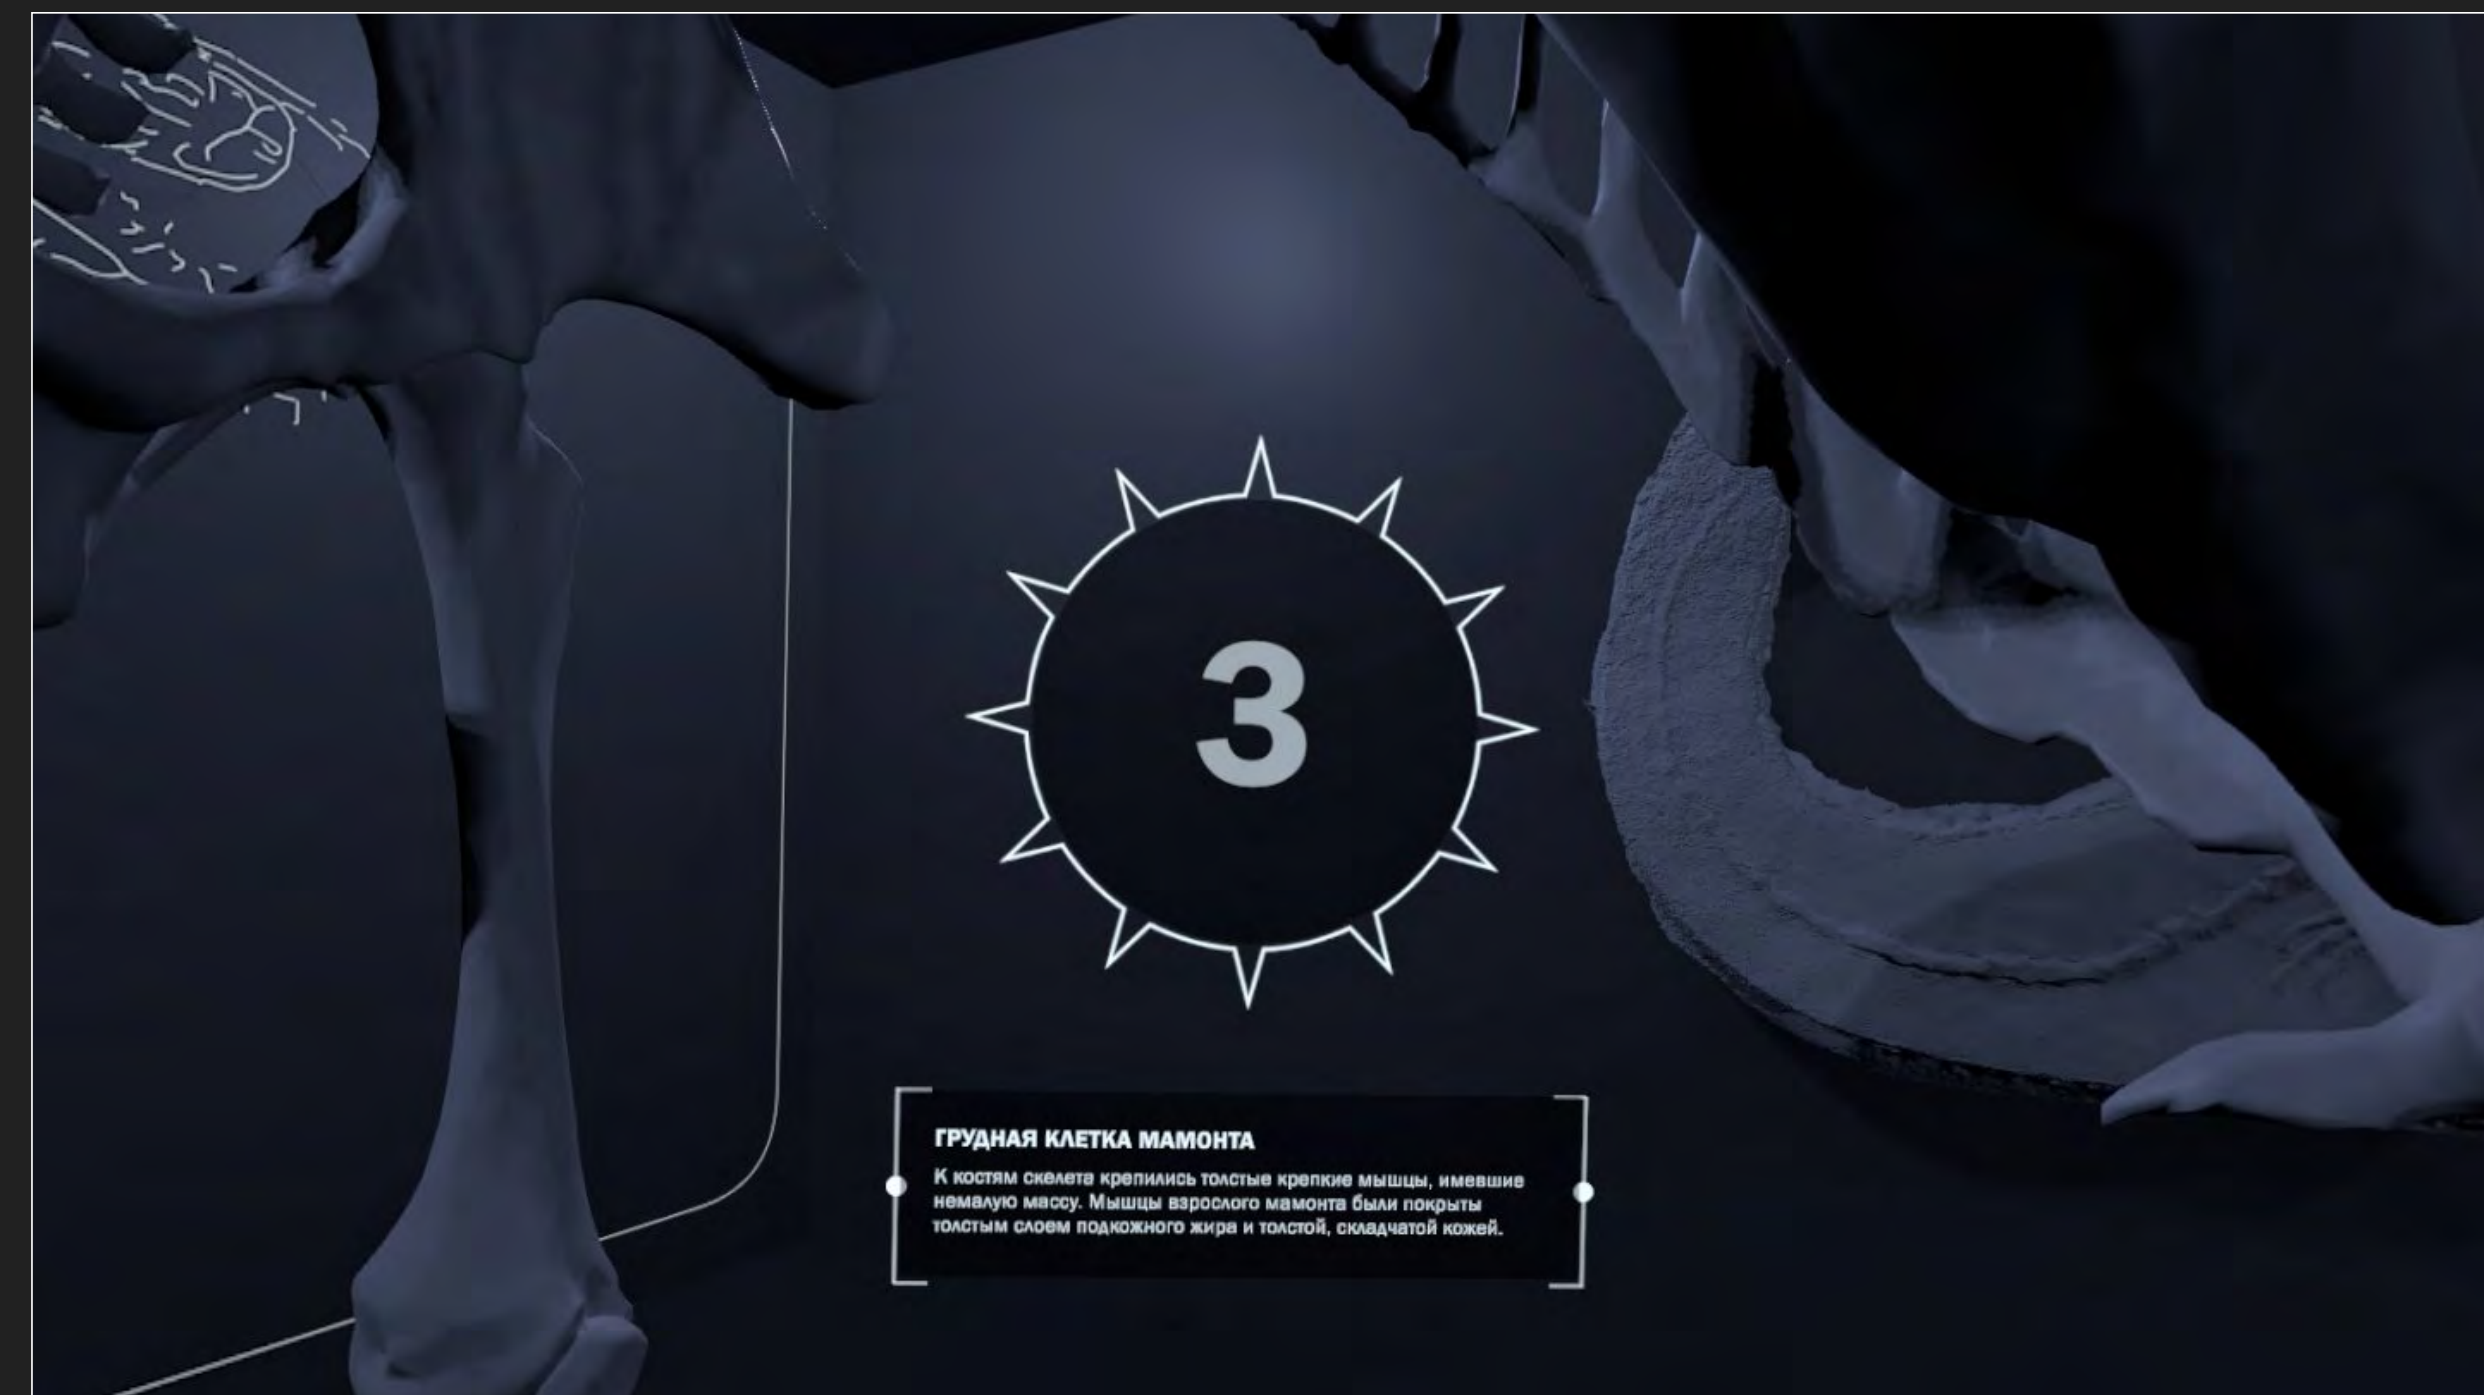 3
ГРУДНАЯ КЛЕТКА МАМОНТА
К костям скелета крепились толстые крепкие мышцы, имевшие
немалую массу. Мышцы взрослого мамонта были покрыты
толстым слоем подкожного жира и толстой, складчатой кожей.